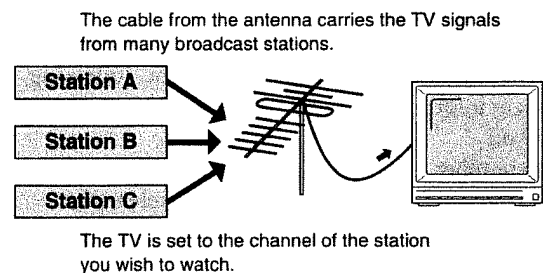 The cable from the antenna carries the TV signals
from many broadcast stations.
Station A
Station B
Station C
The TV is set to the channel of the station
you wish to watch.